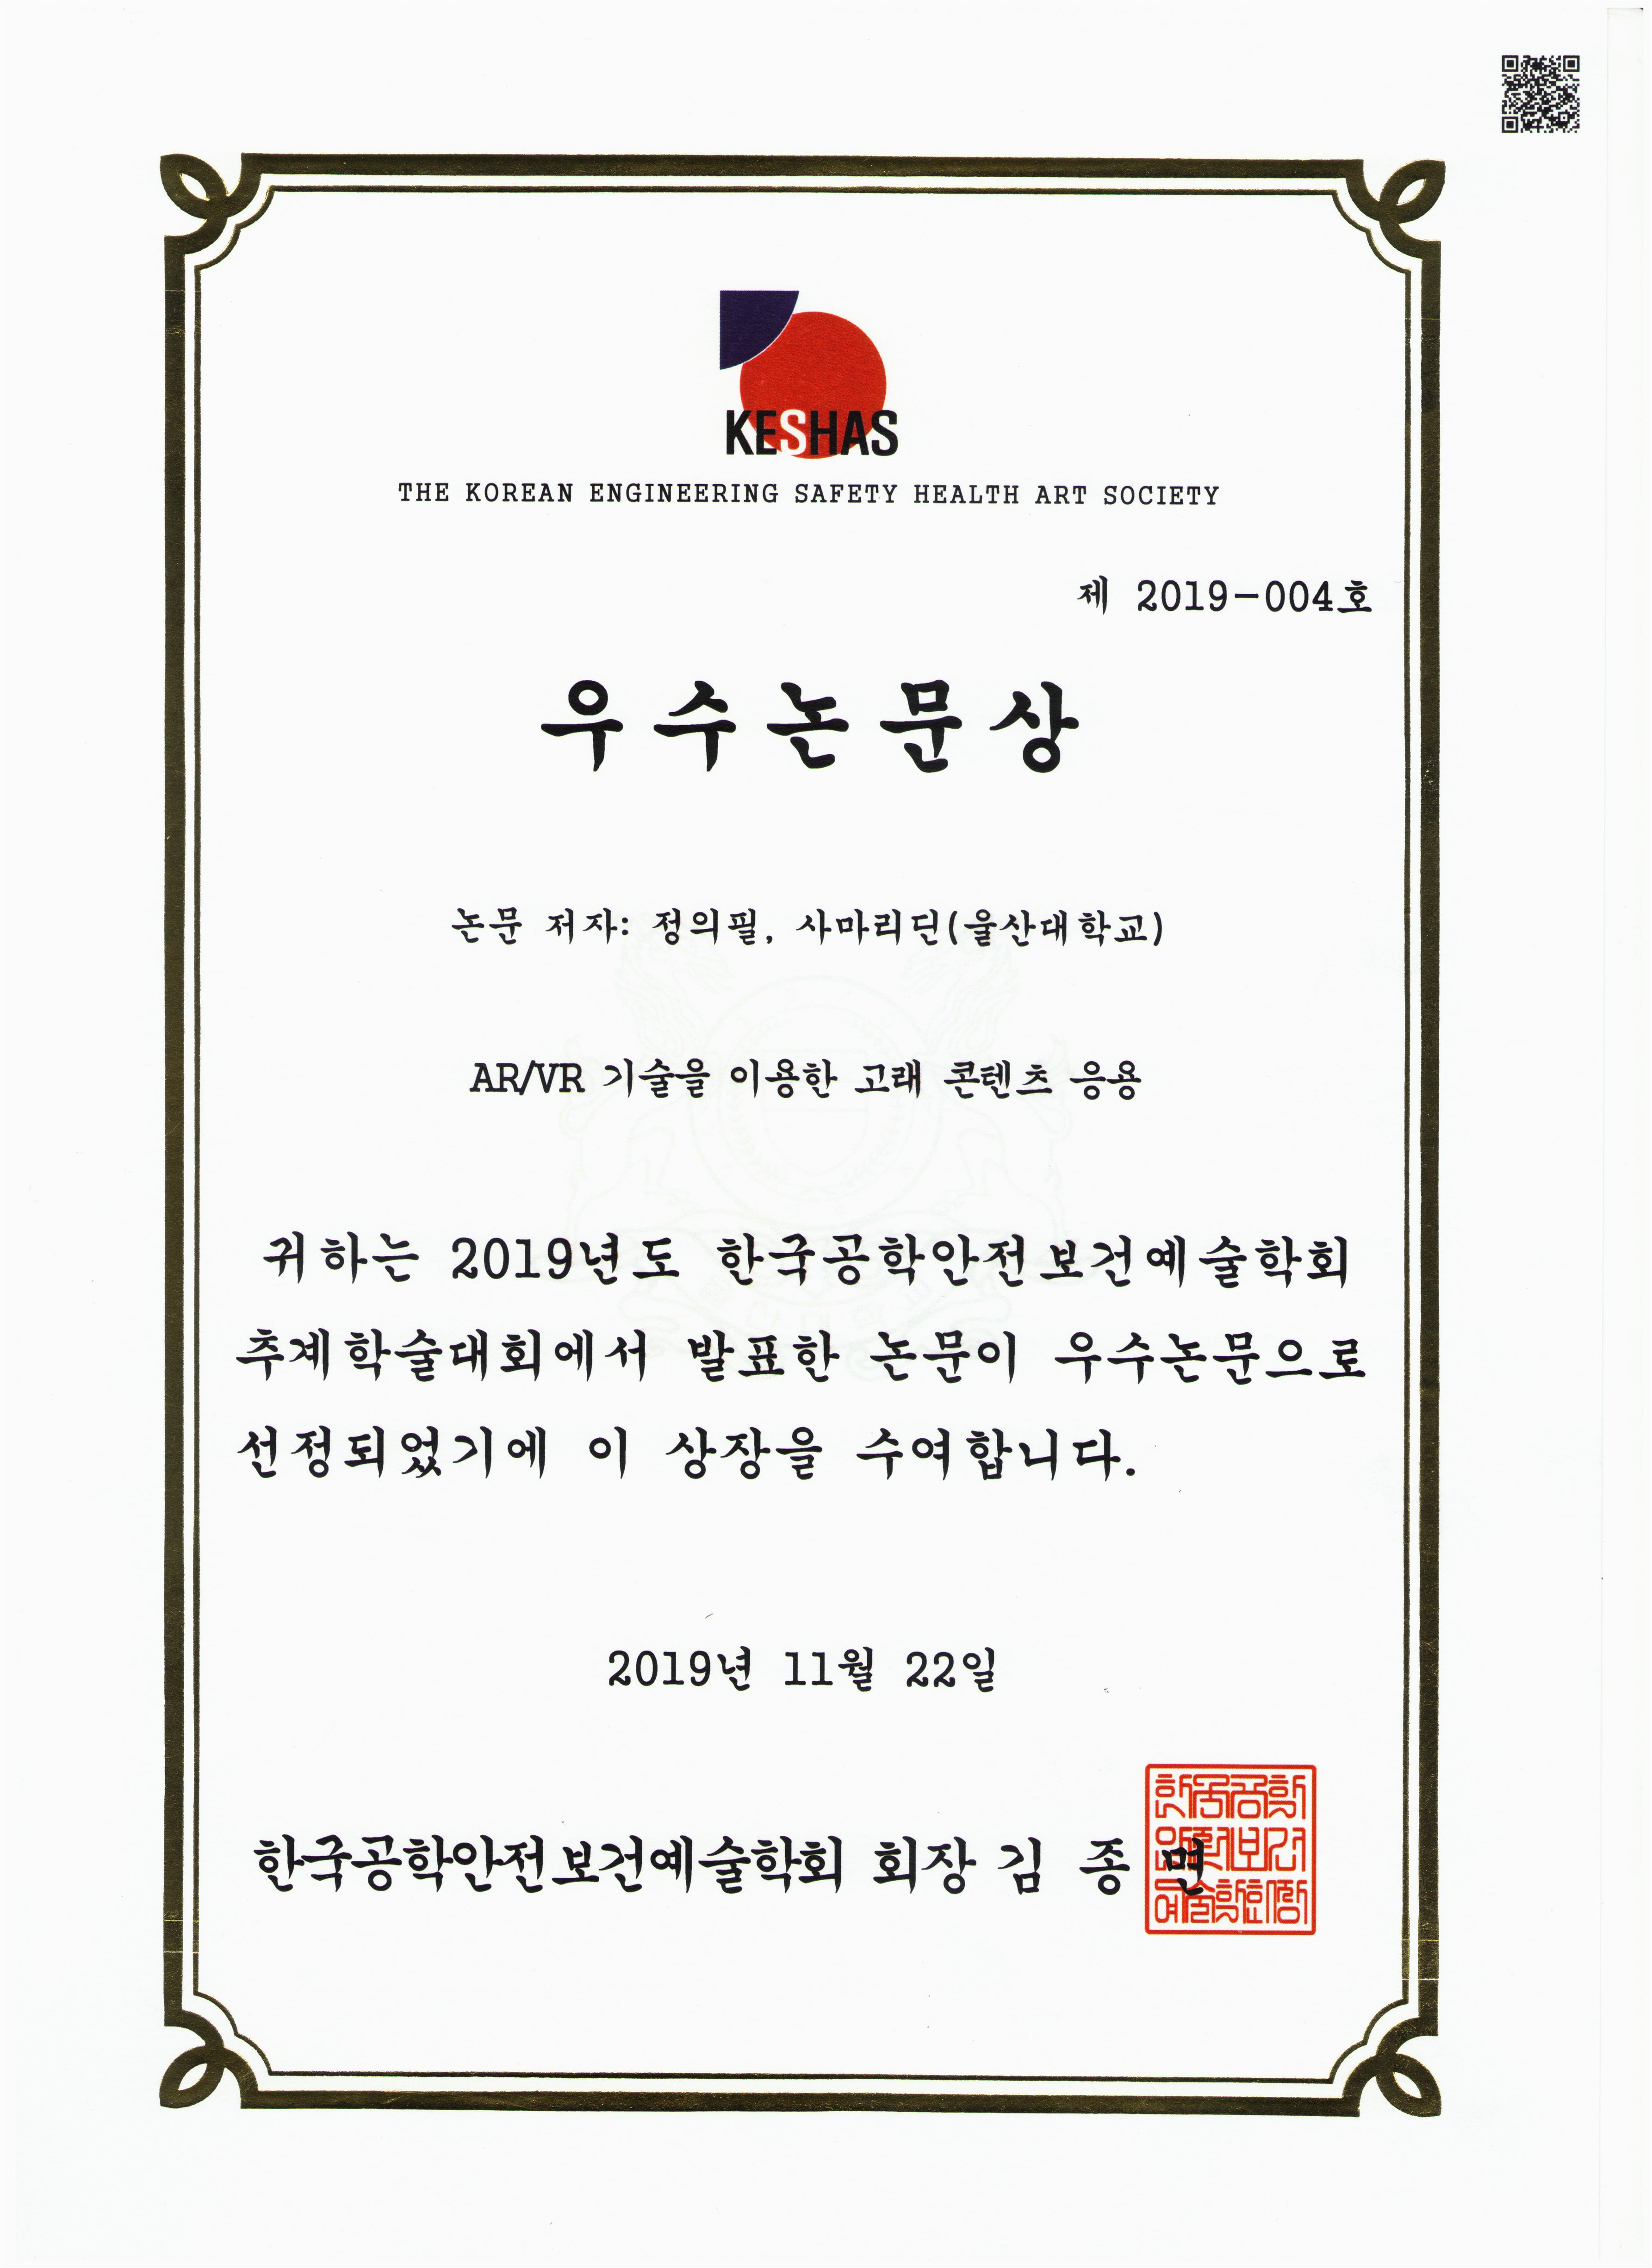 KESHAS
THE KOREAN ENGINEERING SAFETY HEALTH ART SOCIETY
제 2019-004호
우수논문상
논문 저자: 정의필, 사마리딘(울산대학교)
AR/VR 기술을 이용한 고래 콘텐츠 응용
귀하는 2019년도 한국공학안전보건예술학회
추계학술대회에서 발표한 논문이 우수논문으로
선정되었기에 이 상장을 수여합니다.
2019년 11월 22일
한국공학안전보건예술학회 회장 김 종 면